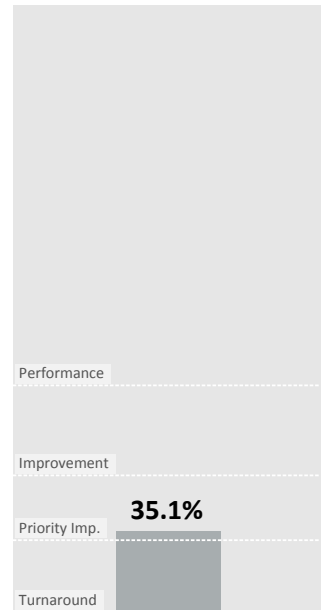 Performance
Improvement
35.1%
Priority Imp.
Turnaround